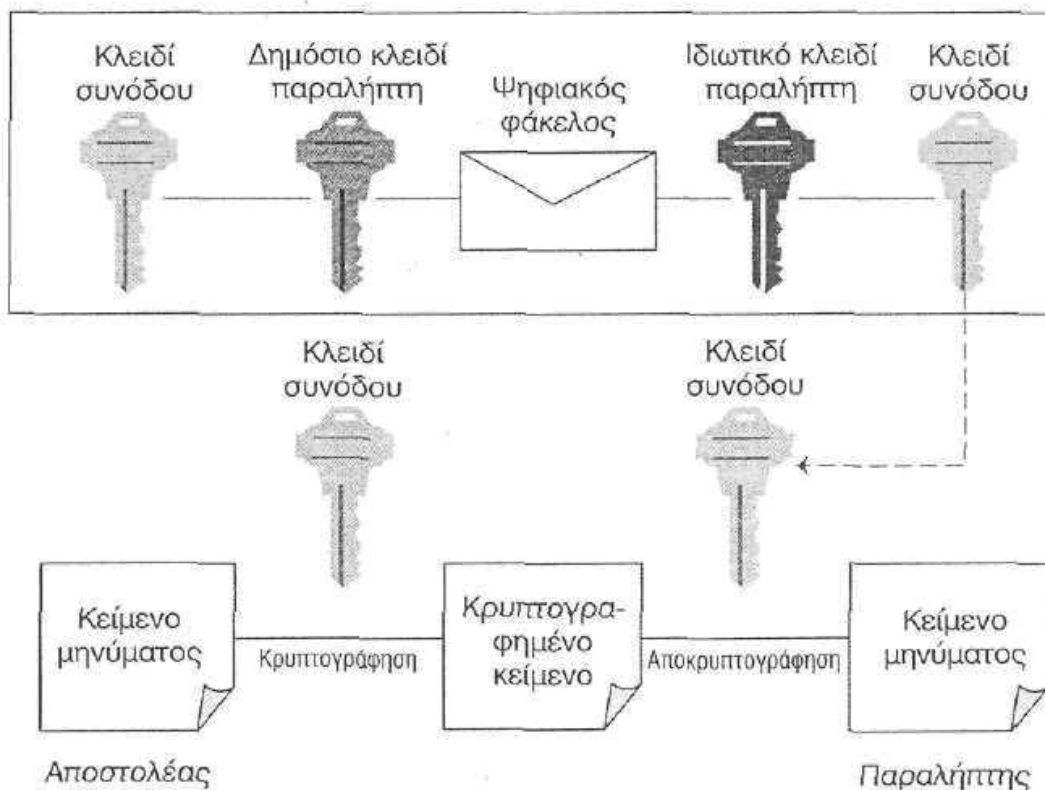 Κλειδί
συνόδου
Δημόσιο κλειδί
παραλήπτη
Ψηφιακός
φάκελος
Ιδιωτικό κλειδί
παραλήπτη
Κλειδί
συνόδου
Κλειδί
συνόδου
Κλειδί
συνόδου
Κείμενο
μηνύματος
Κρυπτογράφηση
Κρυπτογρα-
φημένο
κείμενο
Αποκρυπτογράφηση
Κείμενο
μηνύματος
Αποστολέας
Παραλήπτης